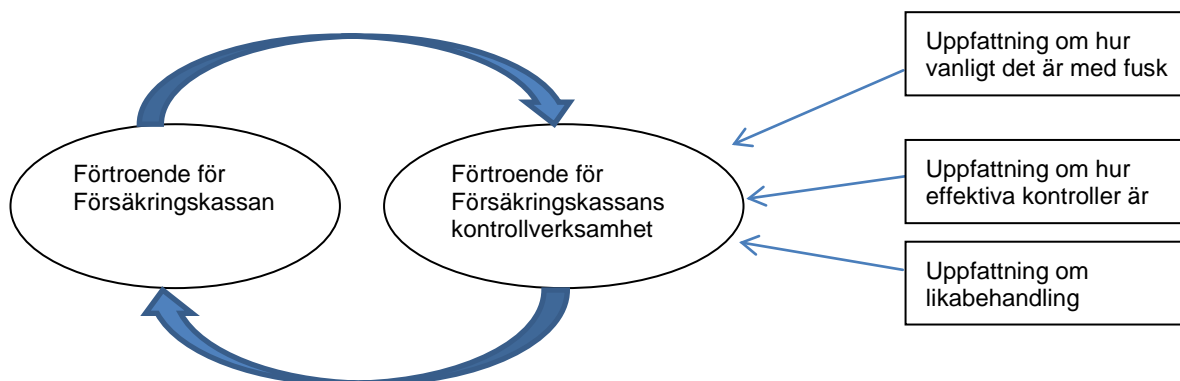 Förtroende för
Försäkringskassan
Förtroende för
Försäkringskassans
kontrollverksamhet
Uppfattning om hur
vanligt det är med fusk
Uppfattning om hur
effektiva kontroller är
Uppfattning om
likabehandling